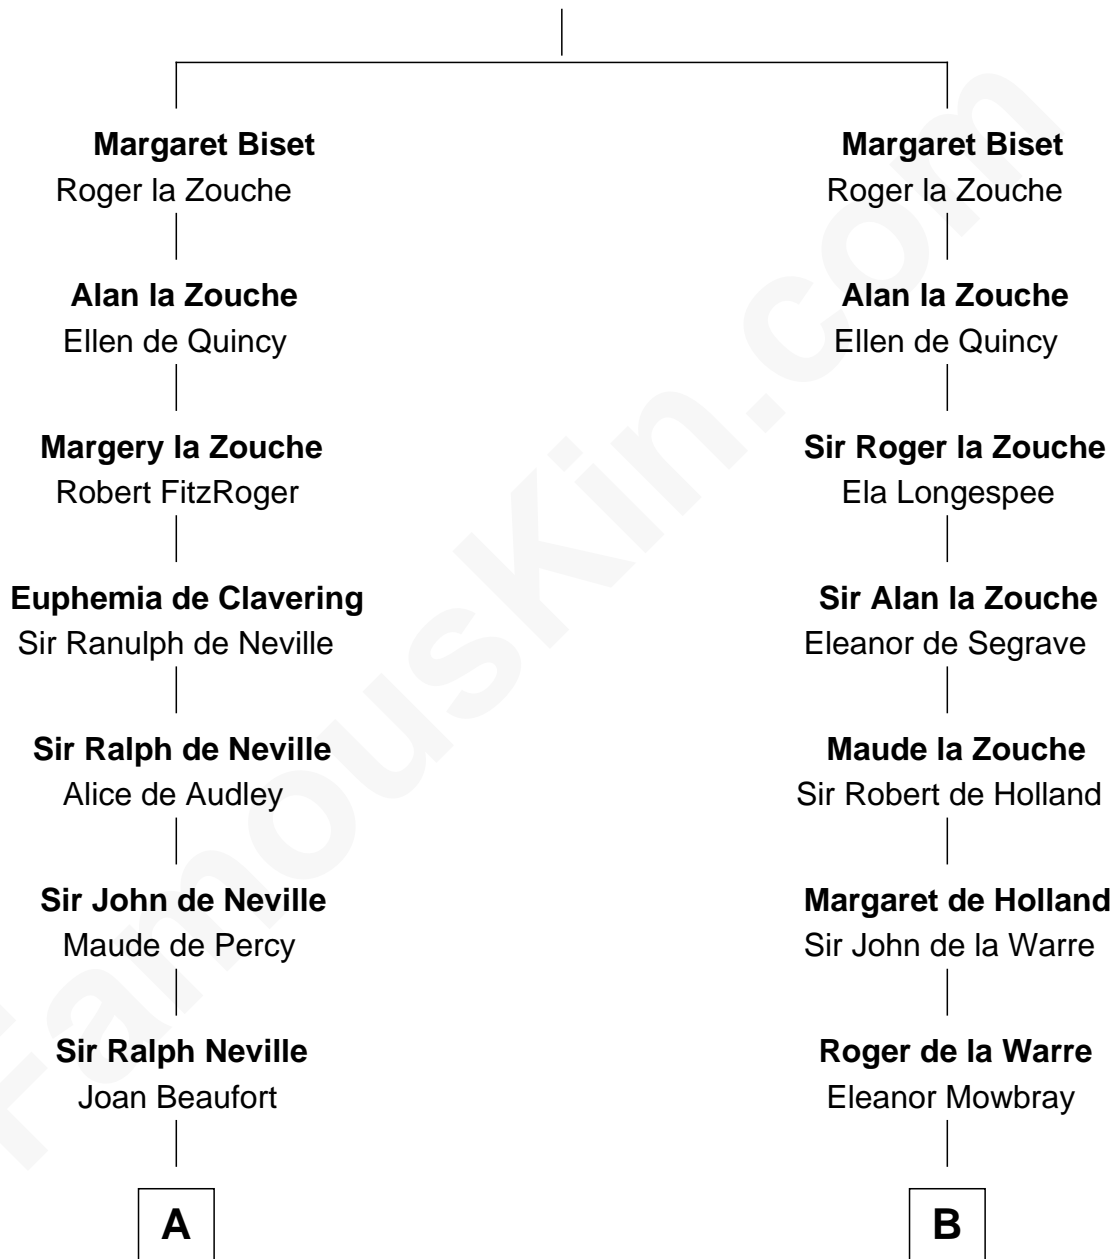 Margaret Biset
Roger la Zouche
Alan la Zouche
Ellen de Quincy
Margery la Zouche
Robert FitzRoger
Euphemia de Clavering
Sir Ranulph de Neville
Sir Ralph de Neville
Alice de Audley
Sir John de Neville
Maude de Percy
Sir Ralph Neville
Joan Beaufort
A
Margaret Biset
Roger la Zouche
Alan la Zouche
Ellen de Quincy
Sir Roger la Zouche
Ela Longespee
Sir Alan la Zouche
Eleanor de Segrave
Maude la Zouche
Sir Robert de Holland
Margaret de Holland
Sir John de la Warre
Roger de la Warre
Eleanor Mowbray
B
FamousKin.com